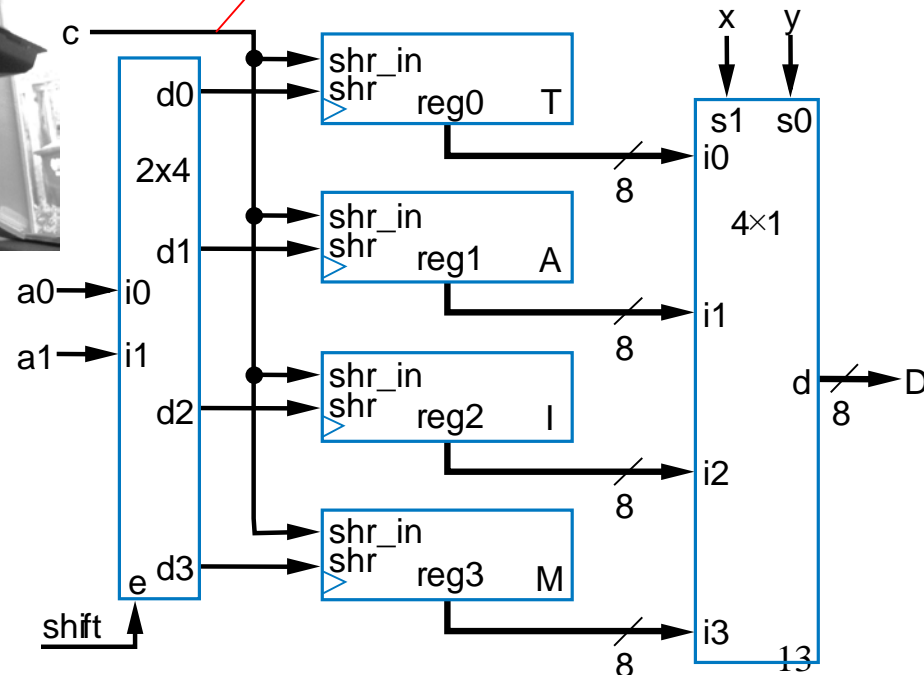 x y
c
shr_in
shr
reg0 T
d0
s1 s0
i0
8
2x4
4×1
shr_in
shr
reg1 A
d1
a0 i0
i1
8
a1 i1
shr_in
shr
reg2 I
d2
d D
8
i2
8
shr_in
shr
reg3 M
d3
e
shift
i3
8
13